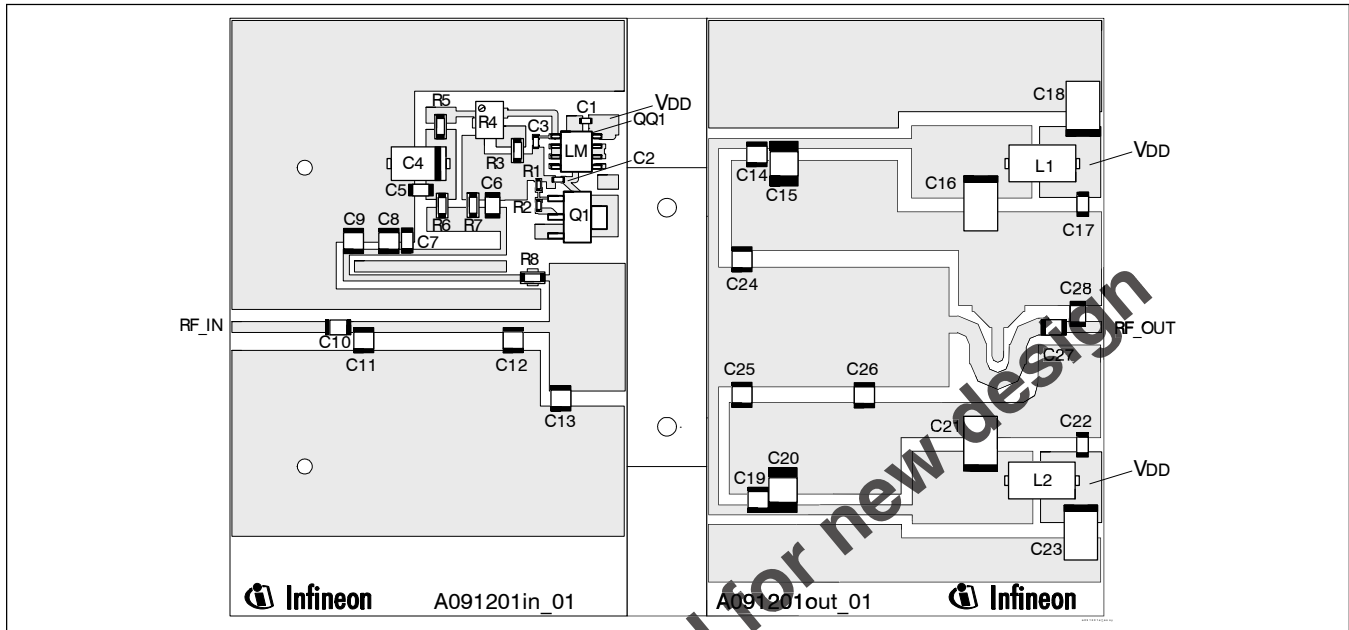 C18
R5
C1
VDD
R4
QQ1
C3
LM
R3
C14
C15
L1
VDD
C4
C2
R1
C16
C5
C6
R2
Q1
C17
R6
R7
C9
C8
C7
C24
R8
C28
RF_IN
RF_OUT
C10
C11
C12
C27
C25
C26
C13
C21
C22
C20
C19
L2
VDD
C23
Infineon
A091201in_01
A091201out_01
Infineon
d for new design